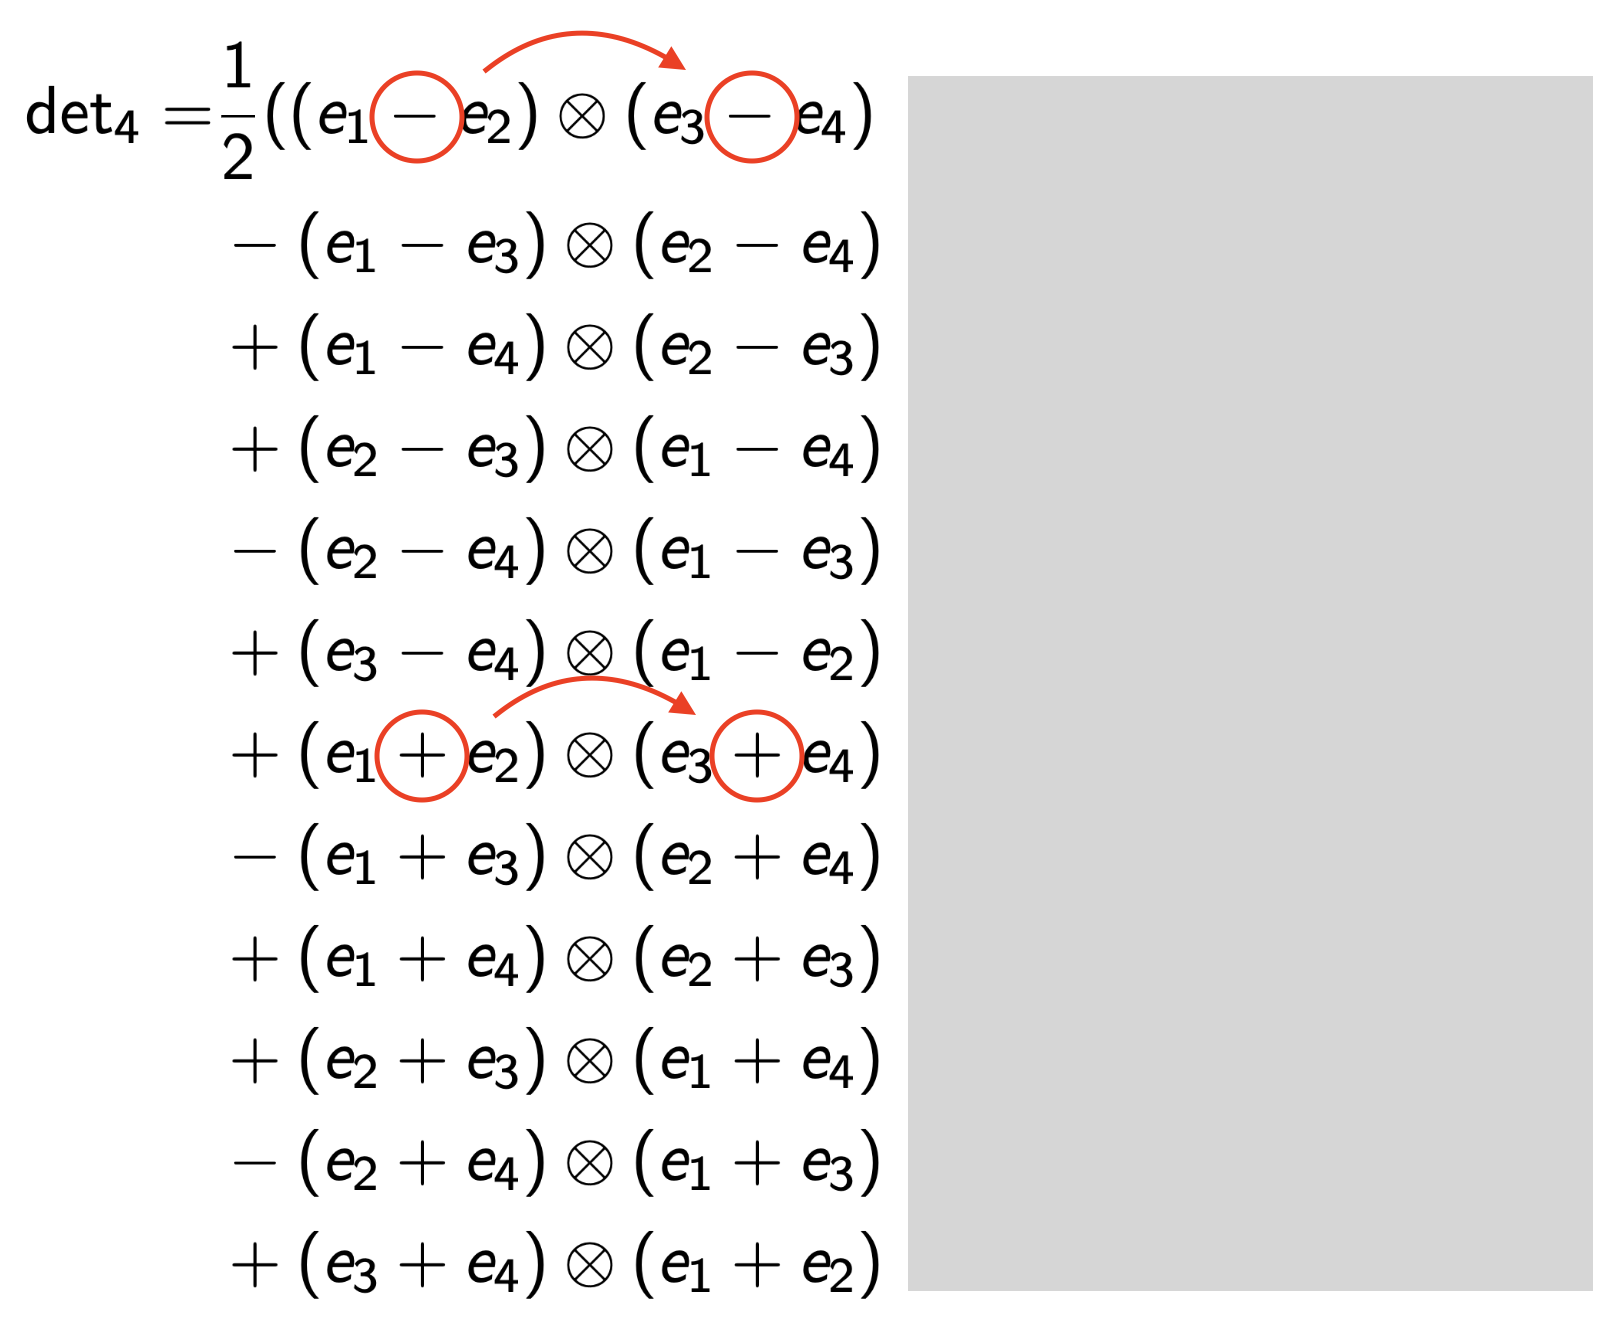 det₄ = 1/2 ((e₁ − e₂) ⊗ (e₃ − e₄)
− (e₁ − e₃) ⊗ (e₂ − e₄)
+ (e₁ − e₄) ⊗ (e₂ − e₃)
+ (e₂ − e₃) ⊗ (e₁ − e₄)
− (e₂ − e₄) ⊗ (e₁ − e₃)
+ (e₃ − e₄) ⊗ (e₁ − e₂)
+ (e₁ + e₂) ⊗ (e₃ + e₄)
− (e₁ + e₃) ⊗ (e₂ + e₄)
+ (e₁ + e₄) ⊗ (e₂ + e₃)
+ (e₂ + e₃) ⊗ (e₁ + e₄)
− (e₂ + e₄) ⊗ (e₁ + e₃)
+ (e₃ + e₄) ⊗ (e₁ + e₂)